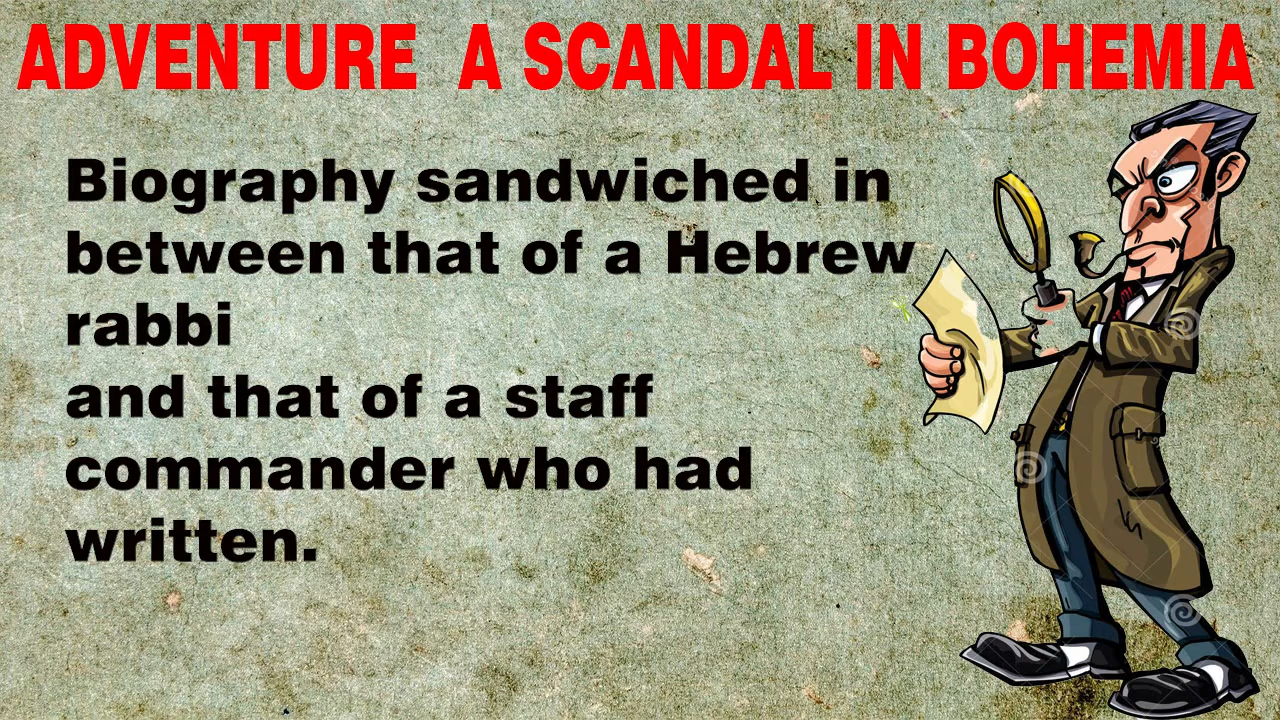 ADVENTURE A SCANDAL IN BOHEMIA
Biography sandwiched in
between that of a Hebrew
rabbi
and that of a staff
commander who had
written.